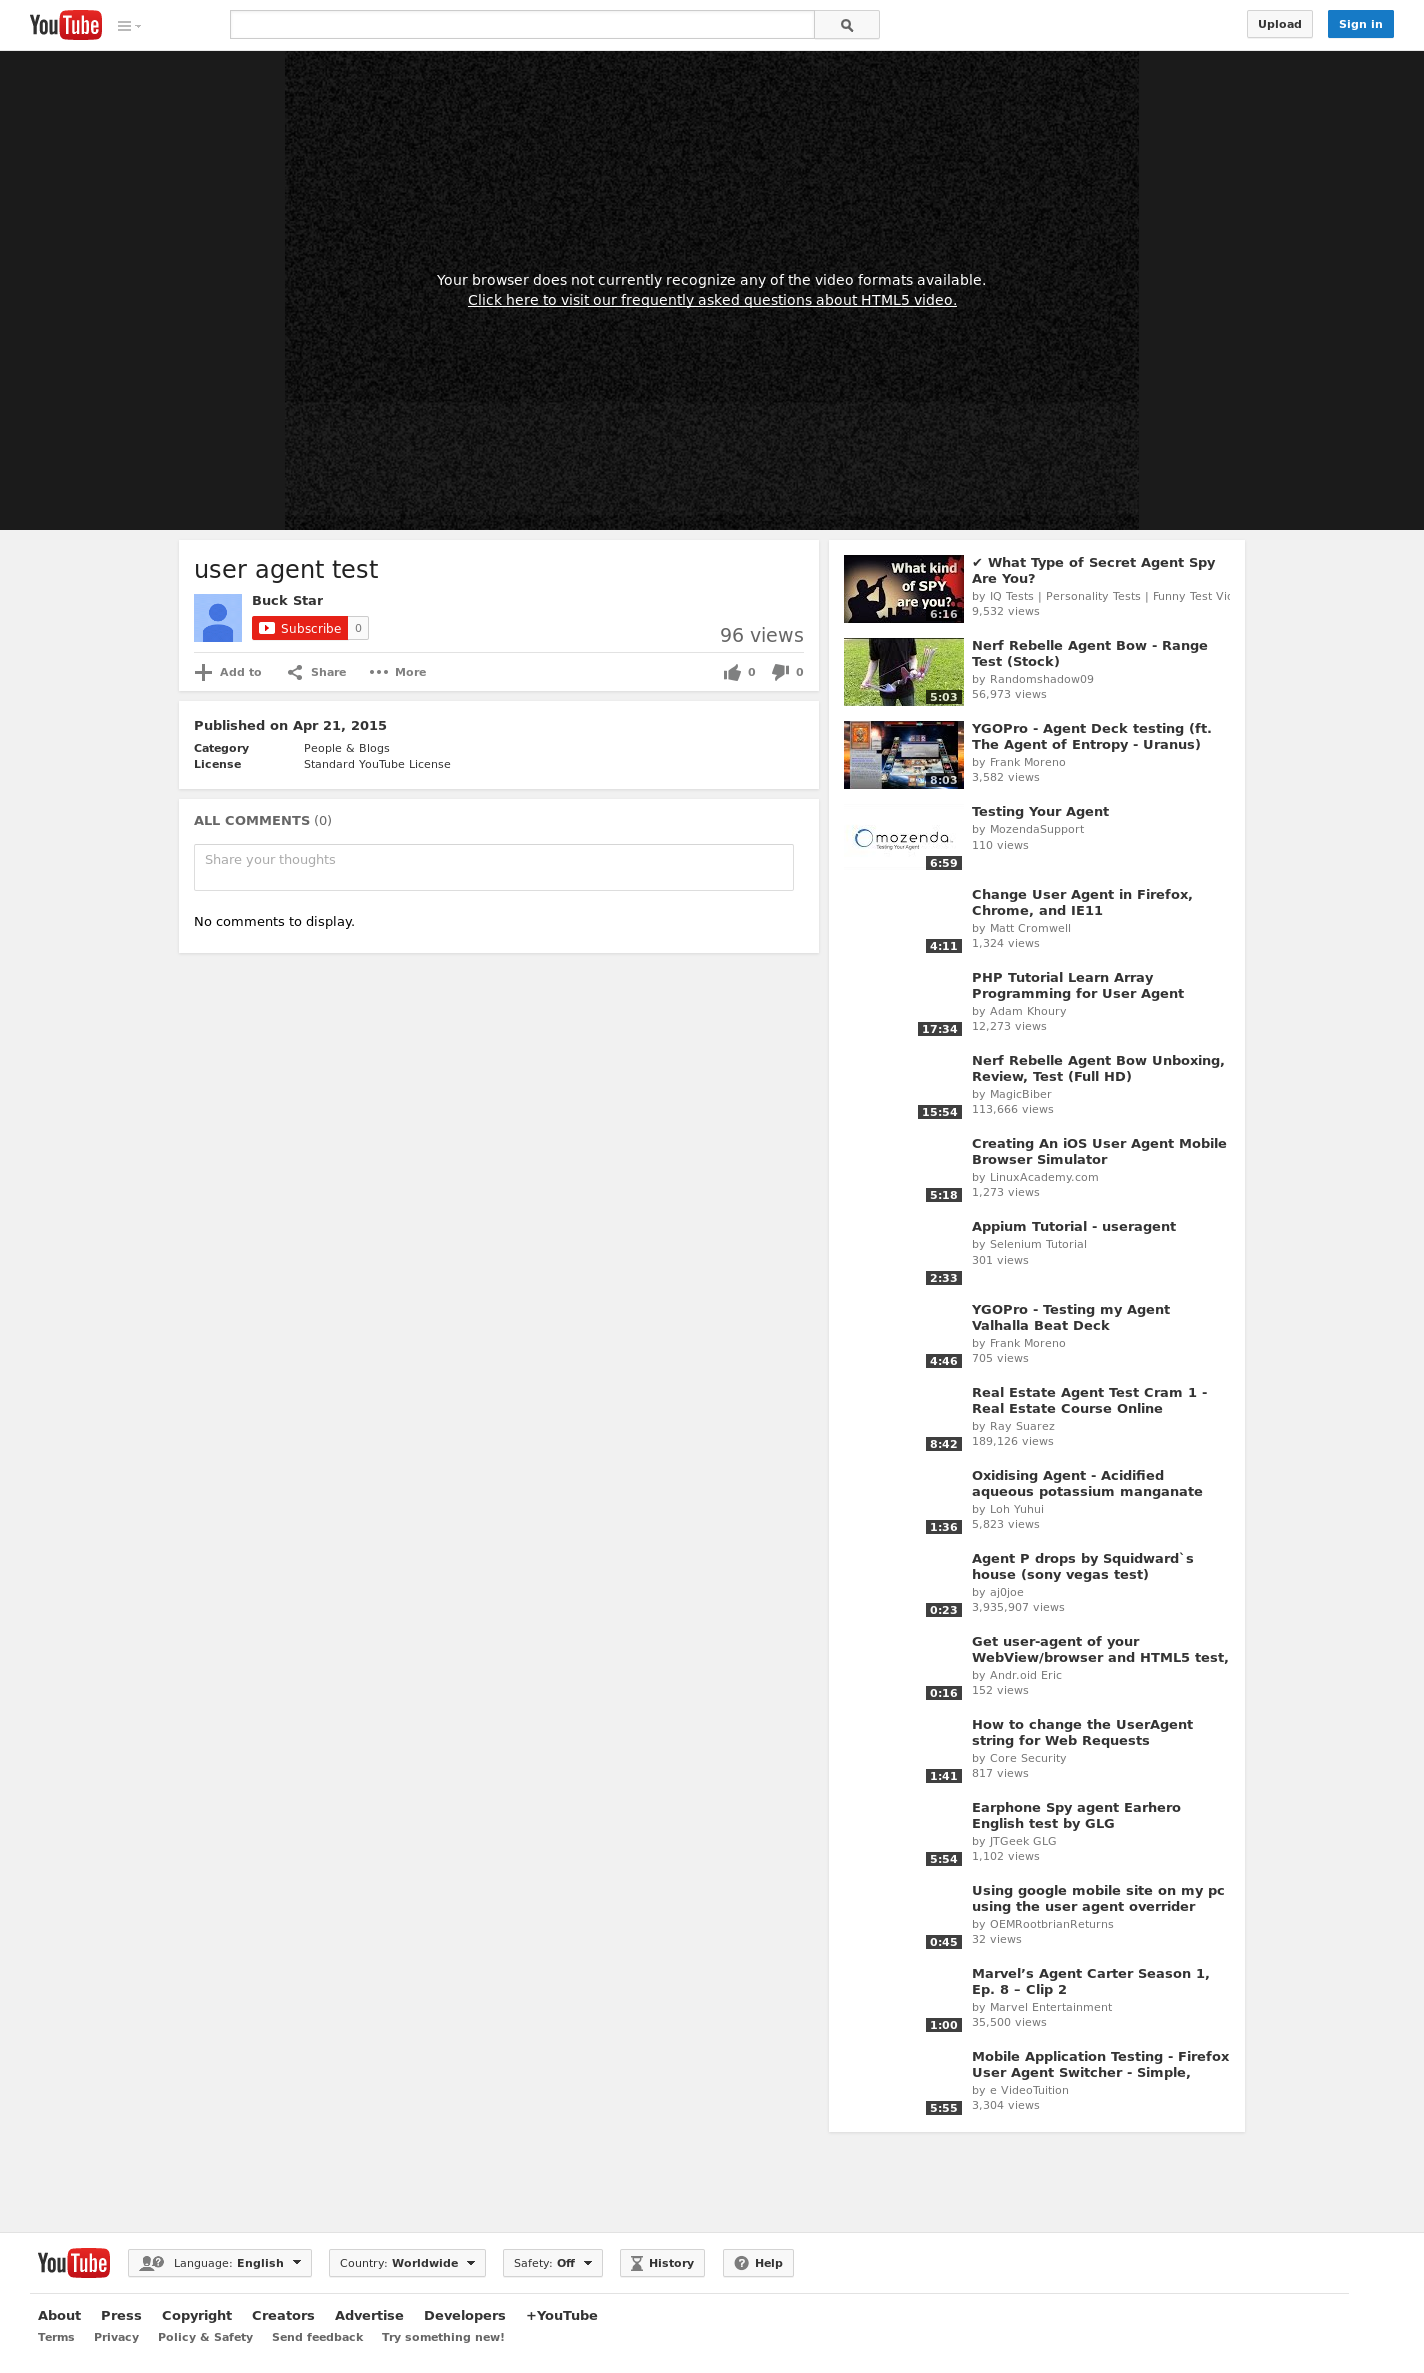 YouTube
Upload
Sign in
Your browser does not currently recognize any of the video formats available.
Click here to visit our frequently asked questions about HTML5 video.
user agent test
Buck Star
Subscribe 0
96 views
Add to
Share
More
0
0
Published on Apr 21, 2015
Category People & Blogs
License Standard YouTube License
ALL COMMENTS (0)
Share your thoughts
No comments to display.
What kind
of SPY
are you?
6:16
✔ What Type of Secret Agent Spy
Are You?
by IQ Tests | Personality Tests | Funny Test
9,532 views
5:03
Nerf Rebelle Agent Bow - Range
Test (Stock)
by Randomshadow09
56,973 views
8:03
YGOPro - Agent Deck testing (ft.
The Agent of Entropy - Uranus)
by Frank Moreno
3,582 views
mozenda
Testing Your Agent
6:59
Testing Your Agent
by MozendaSupport
110 views
4:11
Change User Agent in Firefox,
Chrome, and IE11
by Matt Cromwell
1,324 views
17:34
PHP Tutorial Learn Array
Programming for User Agent
by Adam Khoury
12,273 views
15:54
Nerf Rebelle Agent Bow Unboxing,
Review, Test (Full HD)
by MagicBiber
113,666 views
5:18
Creating An iOS User Agent Mobile
Browser Simulator
by LinuxAcademy.com
1,273 views
2:33
Appium Tutorial - useragent
by Selenium Tutorial
301 views
4:46
YGOPro - Testing my Agent
Valhalla Beat Deck
by Frank Moreno
705 views
8:42
Real Estate Agent Test Cram 1 -
Real Estate Course Online
by Ray Suarez
189,126 views
1:36
Oxidising Agent - Acidified
aqueous potassium manganate
by Loh Yuhui
5,823 views
0:23
Agent P drops by Squidward`s
house (sony vegas test)
by aj0joe
3,935,907 views
0:16
Get user-agent of your
WebView/browser and HTML5 test,
by Andr.oid Eric
152 views
1:41
How to change the UserAgent
string for Web Requests
by Core Security
817 views
5:54
Earphone Spy agent Earhero
English test by GLG
by JTGeek GLG
1,102 views
0:45
Using google mobile site on my pc
using the user agent overrider
by OEMRootbrianReturns
32 views
1:00
Marvel’s Agent Carter Season 1,
Ep. 8 – Clip 2
by Marvel Entertainment
35,500 views
5:55
Mobile Application Testing - Firefox
User Agent Switcher - Simple,
by e VideoTuition
3,304 views
YouTube
Language: English
Country: Worldwide
Safety: Off
History
Help
About Press Copyright Creators Advertise Developers +YouTube
Terms Privacy Policy & Safety Send feedback Try something new!